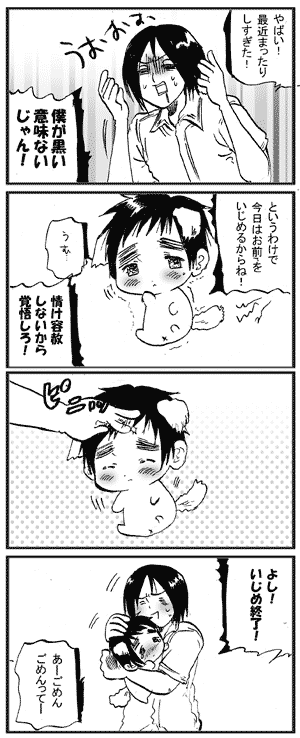 やばい！
最近まったり
しすぎた！
うおぉおぉ
僕が黒い
意味ない
じゃん！
というわけで
今日はお前を
いじめるからね！
うぅ…
情け容赦
しないから
覚悟しろ！
ピンッ
よし！
いじめ終了！
あーごめん
ごめんってー